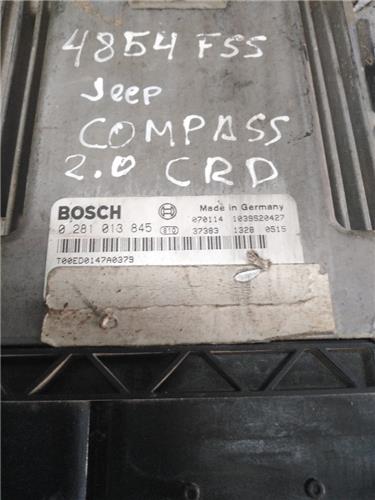 4854 FSS
Jeep
COMPASS
2.0 CRD
BOSCH
Made in Germany
070114 1039S20427
0 281 013 845
37383 1328 0515
T00ED0147A0379